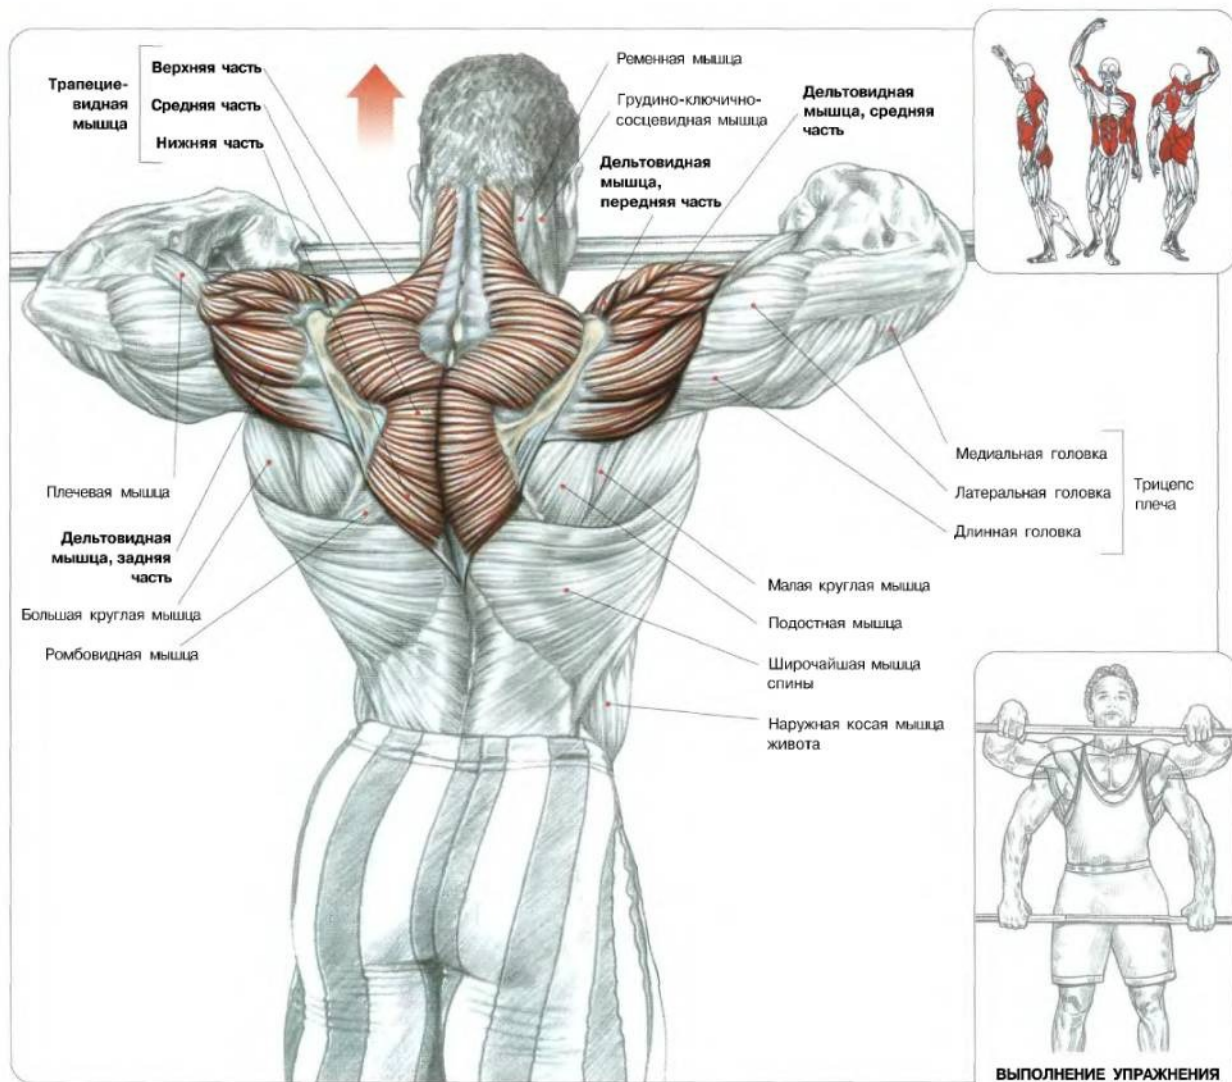 Трапецие-
видная
мышца
Верхняя часть
Средняя часть
Нижняя часть
Ременная мышца
Грудино-ключично-
сосцевидная мышца
Дельтовидная
мышца, средняя
часть
Дельтовидная
мышца,
передняя часть
Плечевая мышца
Дельтовидная
мышца, задняя
часть
Большая круглая мышца
Ромбовидная мышца
Медиальная головка
Латеральная головка
Длинная головка
Трицепс
плеча
Малая круглая мышца
Подостная мышца
Широчайшая мышца
спины
Наружная косая мышца
живота
ВЫПОЛНЕНИЕ УПРАЖНЕНИЯ